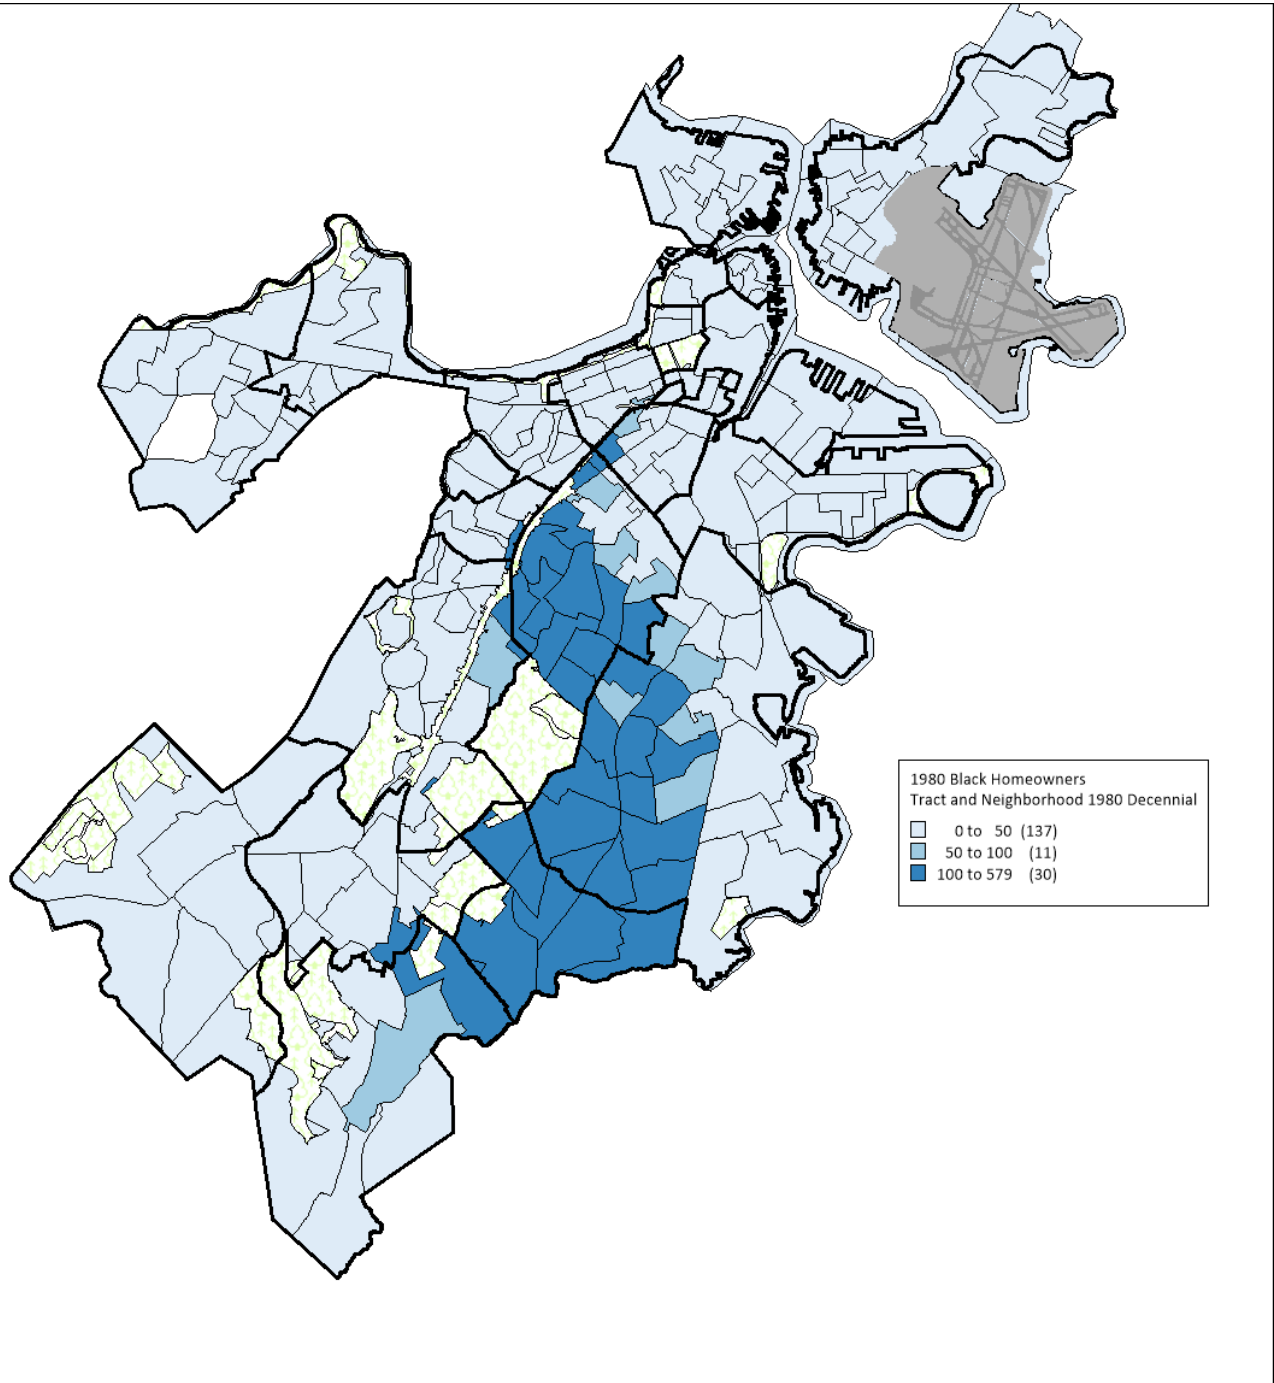 1980 Black Homeowners
Tract and Neighborhood 1980 Decennial
0 to 50 (137)
50 to 100 (11)
100 to 579 (30)